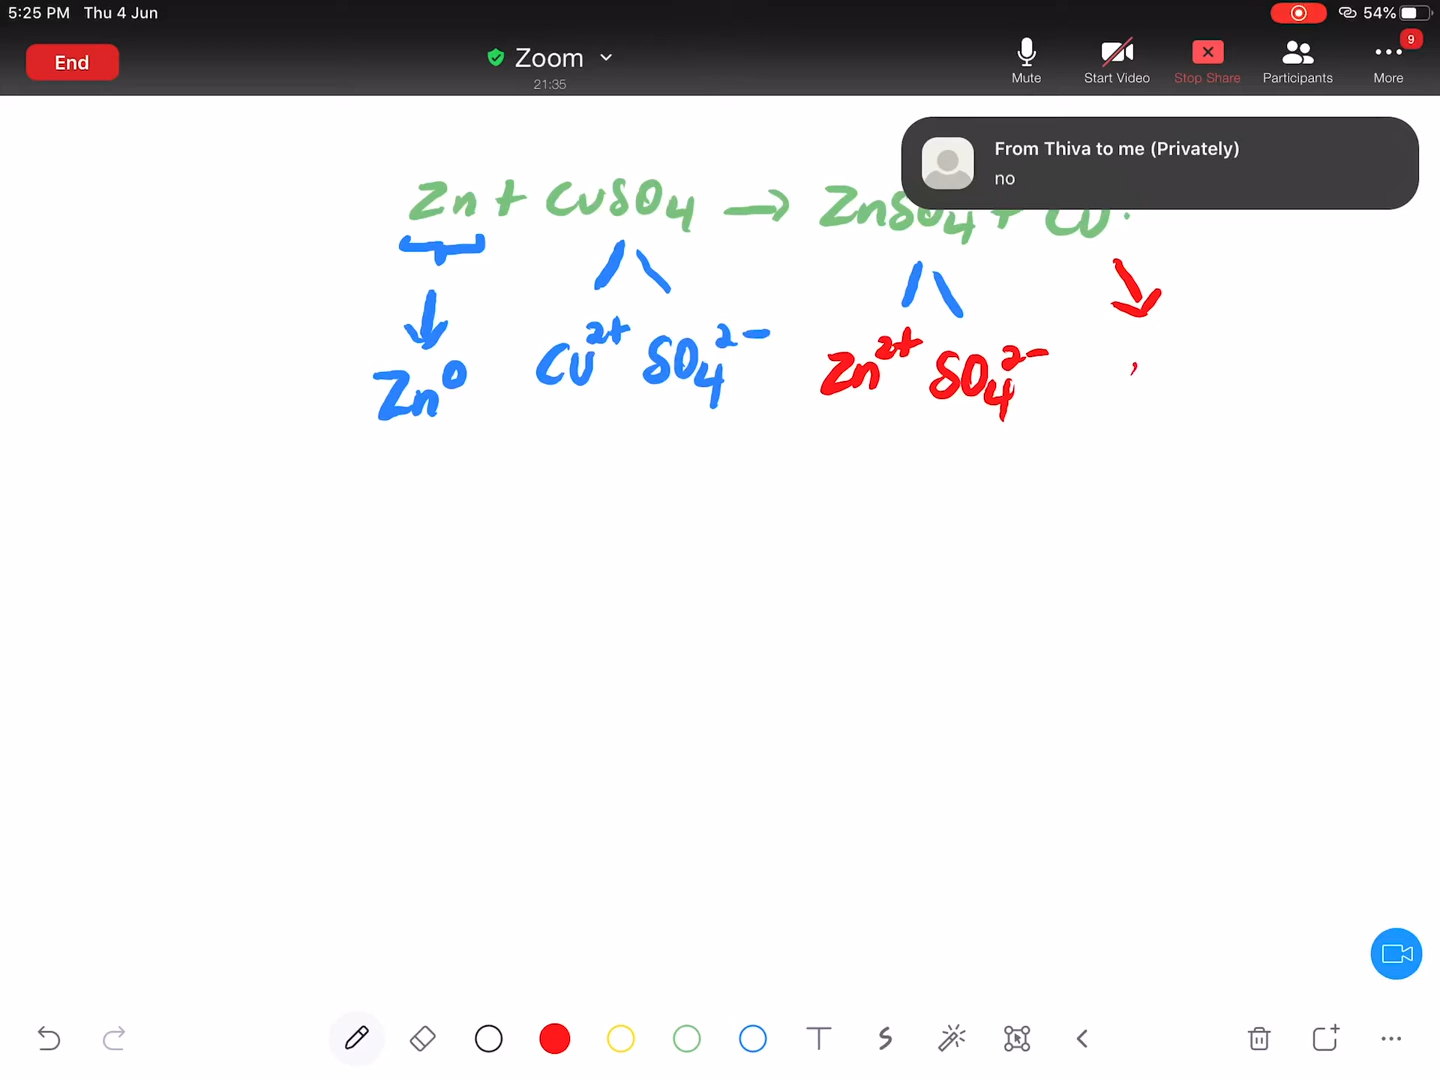 5:25 PM Thu 4 Jun
54%
End
Zoom
21:35
Mute
Start Video
Stop Share
Participants
More
9
From Thiva to me (Privately)
no
Zn + CuSO₄ → ZnSO₄ + Cu
Zn⁰ Cu²⁺ SO₄²⁻ Zn²⁺ SO₄²⁻
T